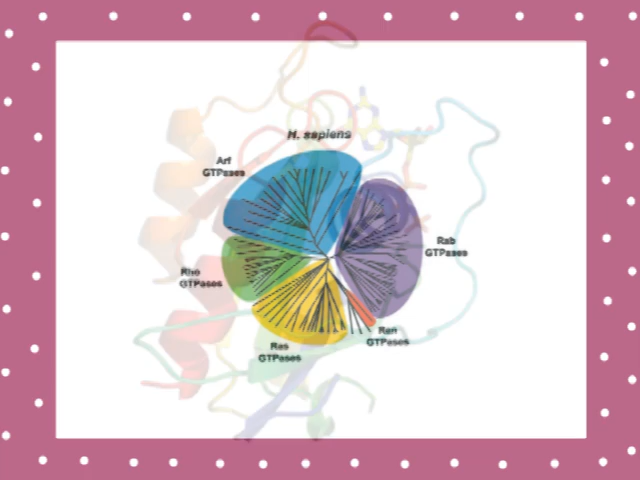 H. sapiens
Arf
GTPases
Rab
GTPases
Rho
GTPases
Ran
GTPases
Ras
GTPases